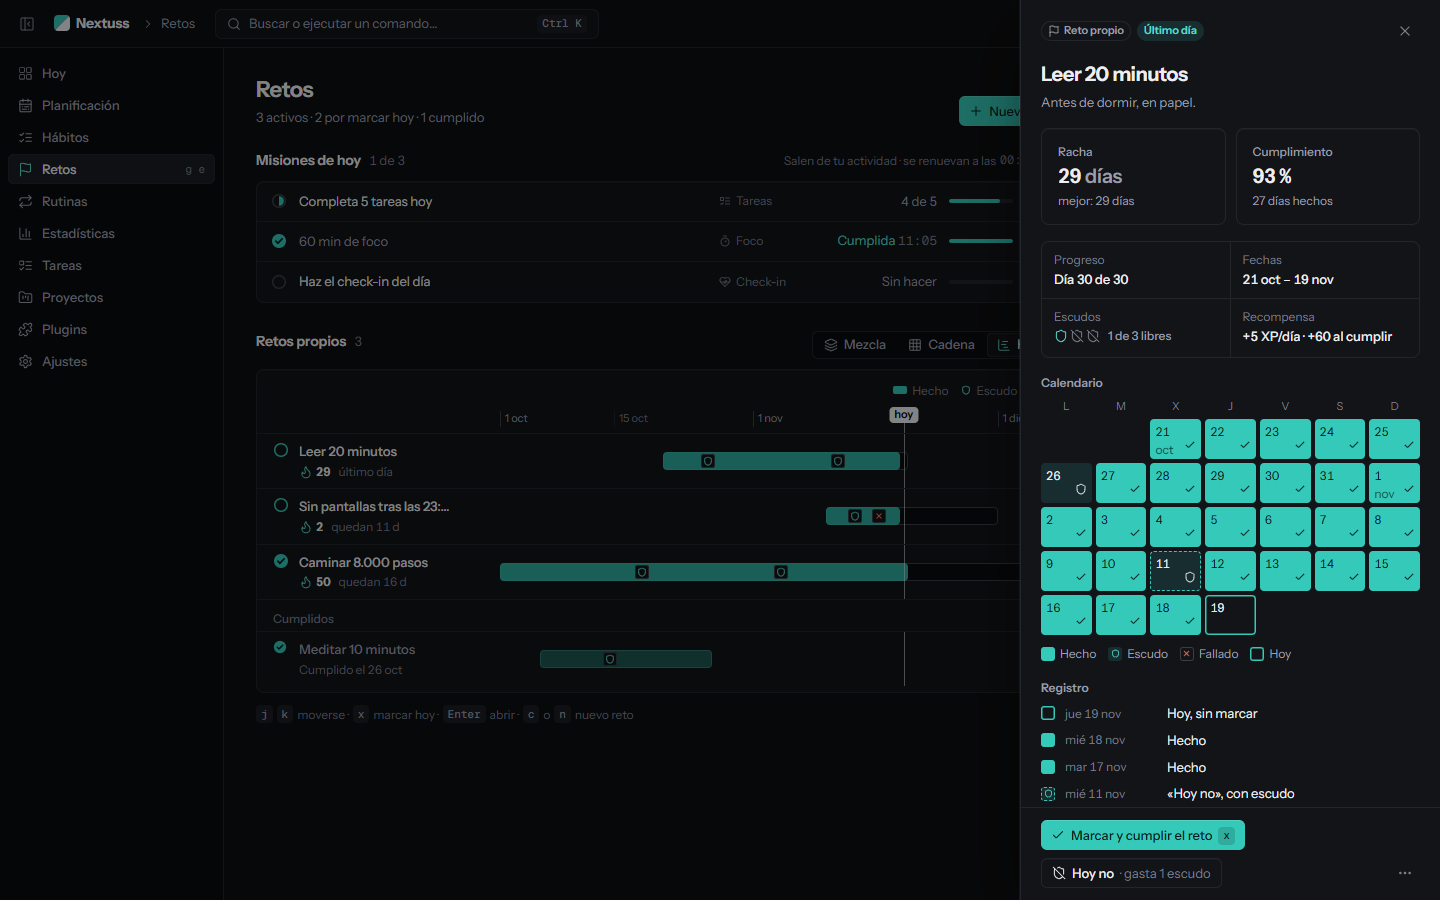 Nextuss
Retos
Buscar o ejecutar un comando...
Ctrl K
Hoy
Planificación
Hábitos
Retos
g e
Rutinas
Estadísticas
Tareas
Proyectos
Plugins
Ajustes
Retos
3 activos · 2 por marcar hoy · 1 cumplido
Misiones de hoy 1 de 3
Salen de tu actividad · se renuevan a las 00:
Completa 5 tareas hoy
Tareas
4 de 5
60 min de foco
Foco
Cumplida 11:05
Haz el check-in del día
Check-in
Sin hacer
Retos propios 3
Mezcla
Cadena
Hecho
Escudo
1 oct
15 oct
1 nov
hoy
Leer 20 minutos
29 último día
Sin pantallas tras las 23:...
2 quedan 11 d
Caminar 8.000 pasos
50 quedan 16 d
Cumplidos
Meditar 10 minutos
Cumplido el 26 oct
j k moverse · x marcar hoy · Enter abrir · c o n nuevo reto
Reto propio
Último día
Leer 20 minutos
Antes de dormir, en papel.
Racha
29 días
mejor: 29 días
Cumplimiento
93 %
27 días hechos
Progreso
Día 30 de 30
Fechas
21 oct – 19 nov
Escudos
1 de 3 libres
Recompensa
+5 XP/día · +60 al cumplir
Calendario
L M X J V S D
21 oct 22 23 24 25
26 27 28 29 30 31 1 nov
2 3 4 5 6 7 8
9 10 11 12 13 14 15
16 17 18 19
Hecho Escudo Fallado Hoy
Registro
jue 19 nov Hoy, sin marcar
mié 18 nov Hecho
mar 17 nov Hecho
mié 11 nov «Hoy no», con escudo
Marcar y cumplir el reto x
Hoy no · gasta 1 escudo